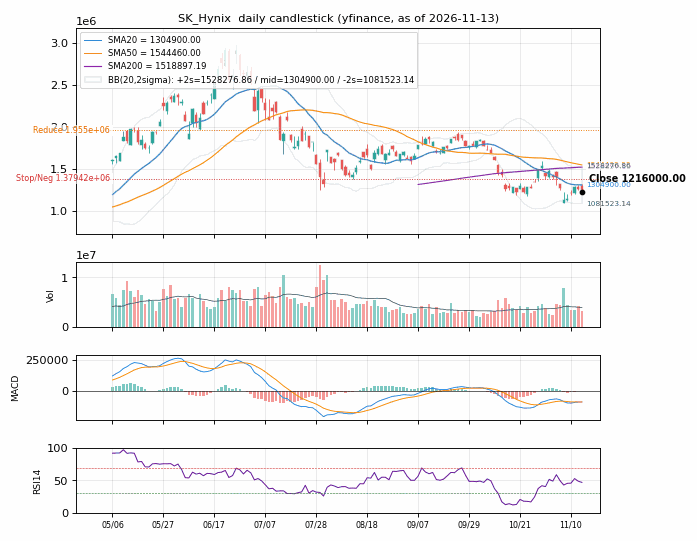 SK_Hynix  daily candlestick (yfinance, as of 2026-11-13)
1e6
SMA20 = 1304900.00
SMA50 = 1544460.00
SMA200 = 1518897.19
BB(20,2sigma): +2s=1528276.86 / mid=1304900.00 / -2s=1081523.14
3.0
2.5
Reduce 1.955e+06
1.5
Stop/Neg 1.37942e+06
1.0
Close 1216000.00
1304900.00
1081523.14
1e7
1
0
Vol
250000
0
MACD
100
50
0
RSI14
05/06
05/27
06/17
07/07
07/28
08/18
09/07
09/29
10/21
11/10